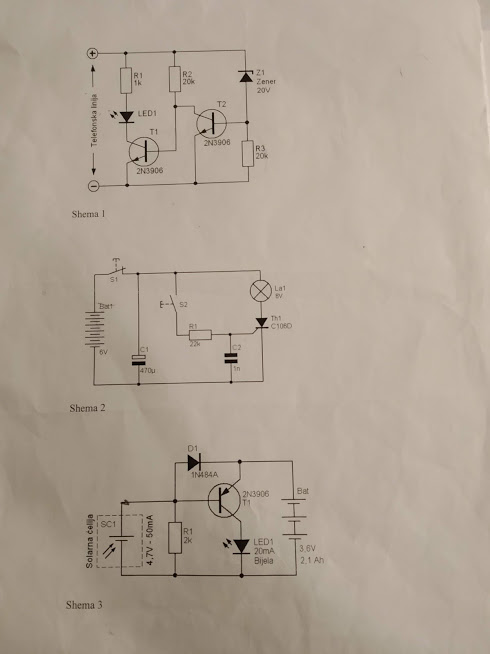 R1
1k
R2
20k
Z1
Zener
20V
LED1
T2
T1
2N3906
2N3906
R3
20k
Telefonska linija
Shema 1
S1
La1
6V
Bat1
S2
Th1
C106D
R1
22k
C1
470µ
C2
1n
6V
Shema 2
D1
1N484A
2N3906
T1
Bat
SC1
R1
2k
LED1
20mA
Bijela
3,6V
2.1 Ah
Solarna ćelija
4,7V - 50mA
Shema 3